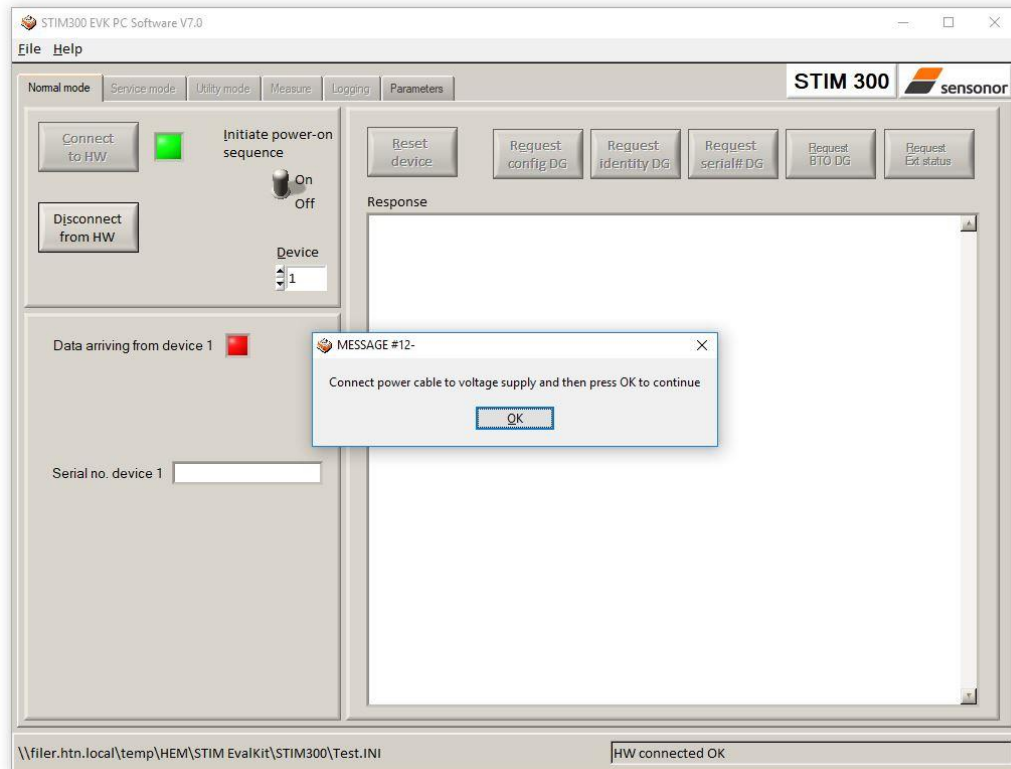 STIM300 EVK PC Software V7.0
File Help
Normal mode Service mode Utility mode Measure Logging Parameters
STIM 300 sensonor
Connect
to HW
Initiate power-on
sequence
On
Off
Disconnect
from HW
Device
1
Reset
device
Request
config DG
Request
identity DG
Request
serial# DG
Request
BTO DG
Request
Ext status
Response
Data arriving from device 1
MESSAGE #12-
Connect power cable to voltage supply and then press OK to continue
OK
Serial no. device 1
\\filer.htn.local\temp\HEM\STIM EvalKit\STIM300\Test.INI
HW connected OK